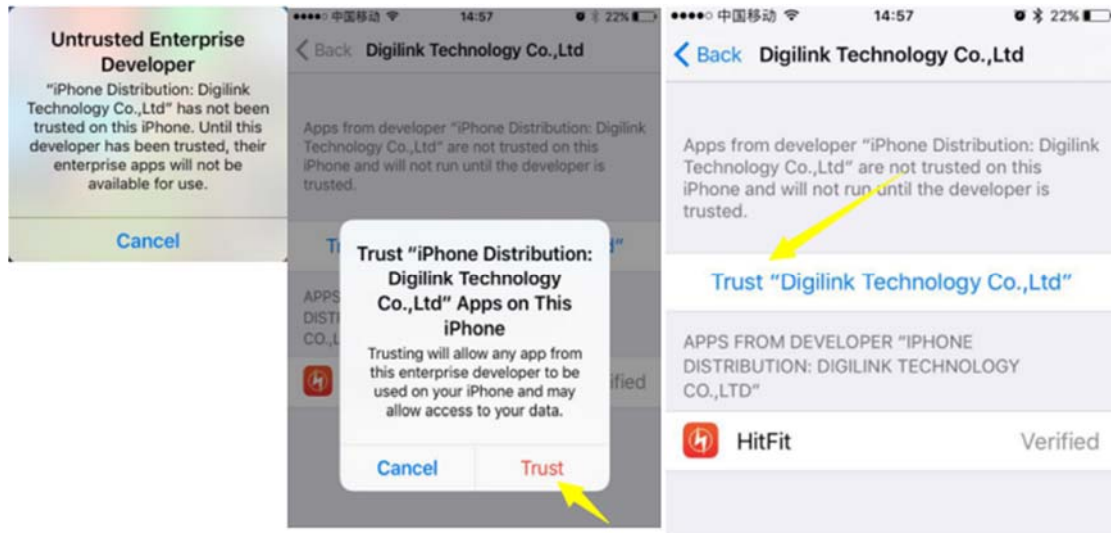 Untrusted Enterprise
Developer
"iPhone Distribution: Digilink
Technology Co.,Ltd" has not been
trusted on this iPhone. Until this
developer has been trusted, their
enterprise apps will not be
available for use.
Cancel
中国移动
14:57
22%
Back
Digilink Technology Co.,Ltd
Apps from developer "iPhone Distribution: Digilink
Technology Co.,Ltd" are not trusted on this
iPhone and will not run until the developer is
trusted.
Trust "iPhone Distribution:
Digilink Technology
Co.,Ltd" Apps on This
iPhone
Trusting will allow any app from
this enterprise developer to be
used on your iPhone and may
allow access to your data.
Cancel
Trust
APPS
中国移动
14:57
22%
Back
Digilink Technology Co.,Ltd
Apps from developer "iPhone Distribution: Digilink
Technology Co.,Ltd" are not trusted on this
iPhone and will not run until the developer is
trusted.
Trust "Digilink Technology Co.,Ltd"
APPS FROM DEVELOPER "IPHONE
DISTRIBUTION: DIGILINK TECHNOLOGY
CO.,LTD"
HitFit
Verified